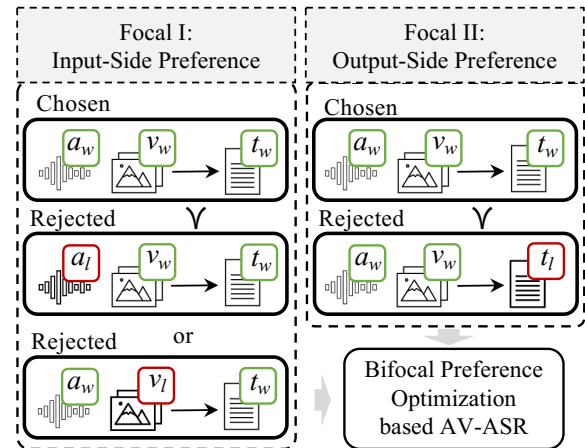 Focal I:
Input-Side Preference
Chosen
a_w v_w t_w
Rejected
a_l v_w t_w
or
Rejected
a_w v_l t_w
Focal II:
Output-Side Preference
Chosen
a_w v_w t_w
Rejected
a_w v_w t_l
Bifocal Preference
Optimization
based AV-ASR